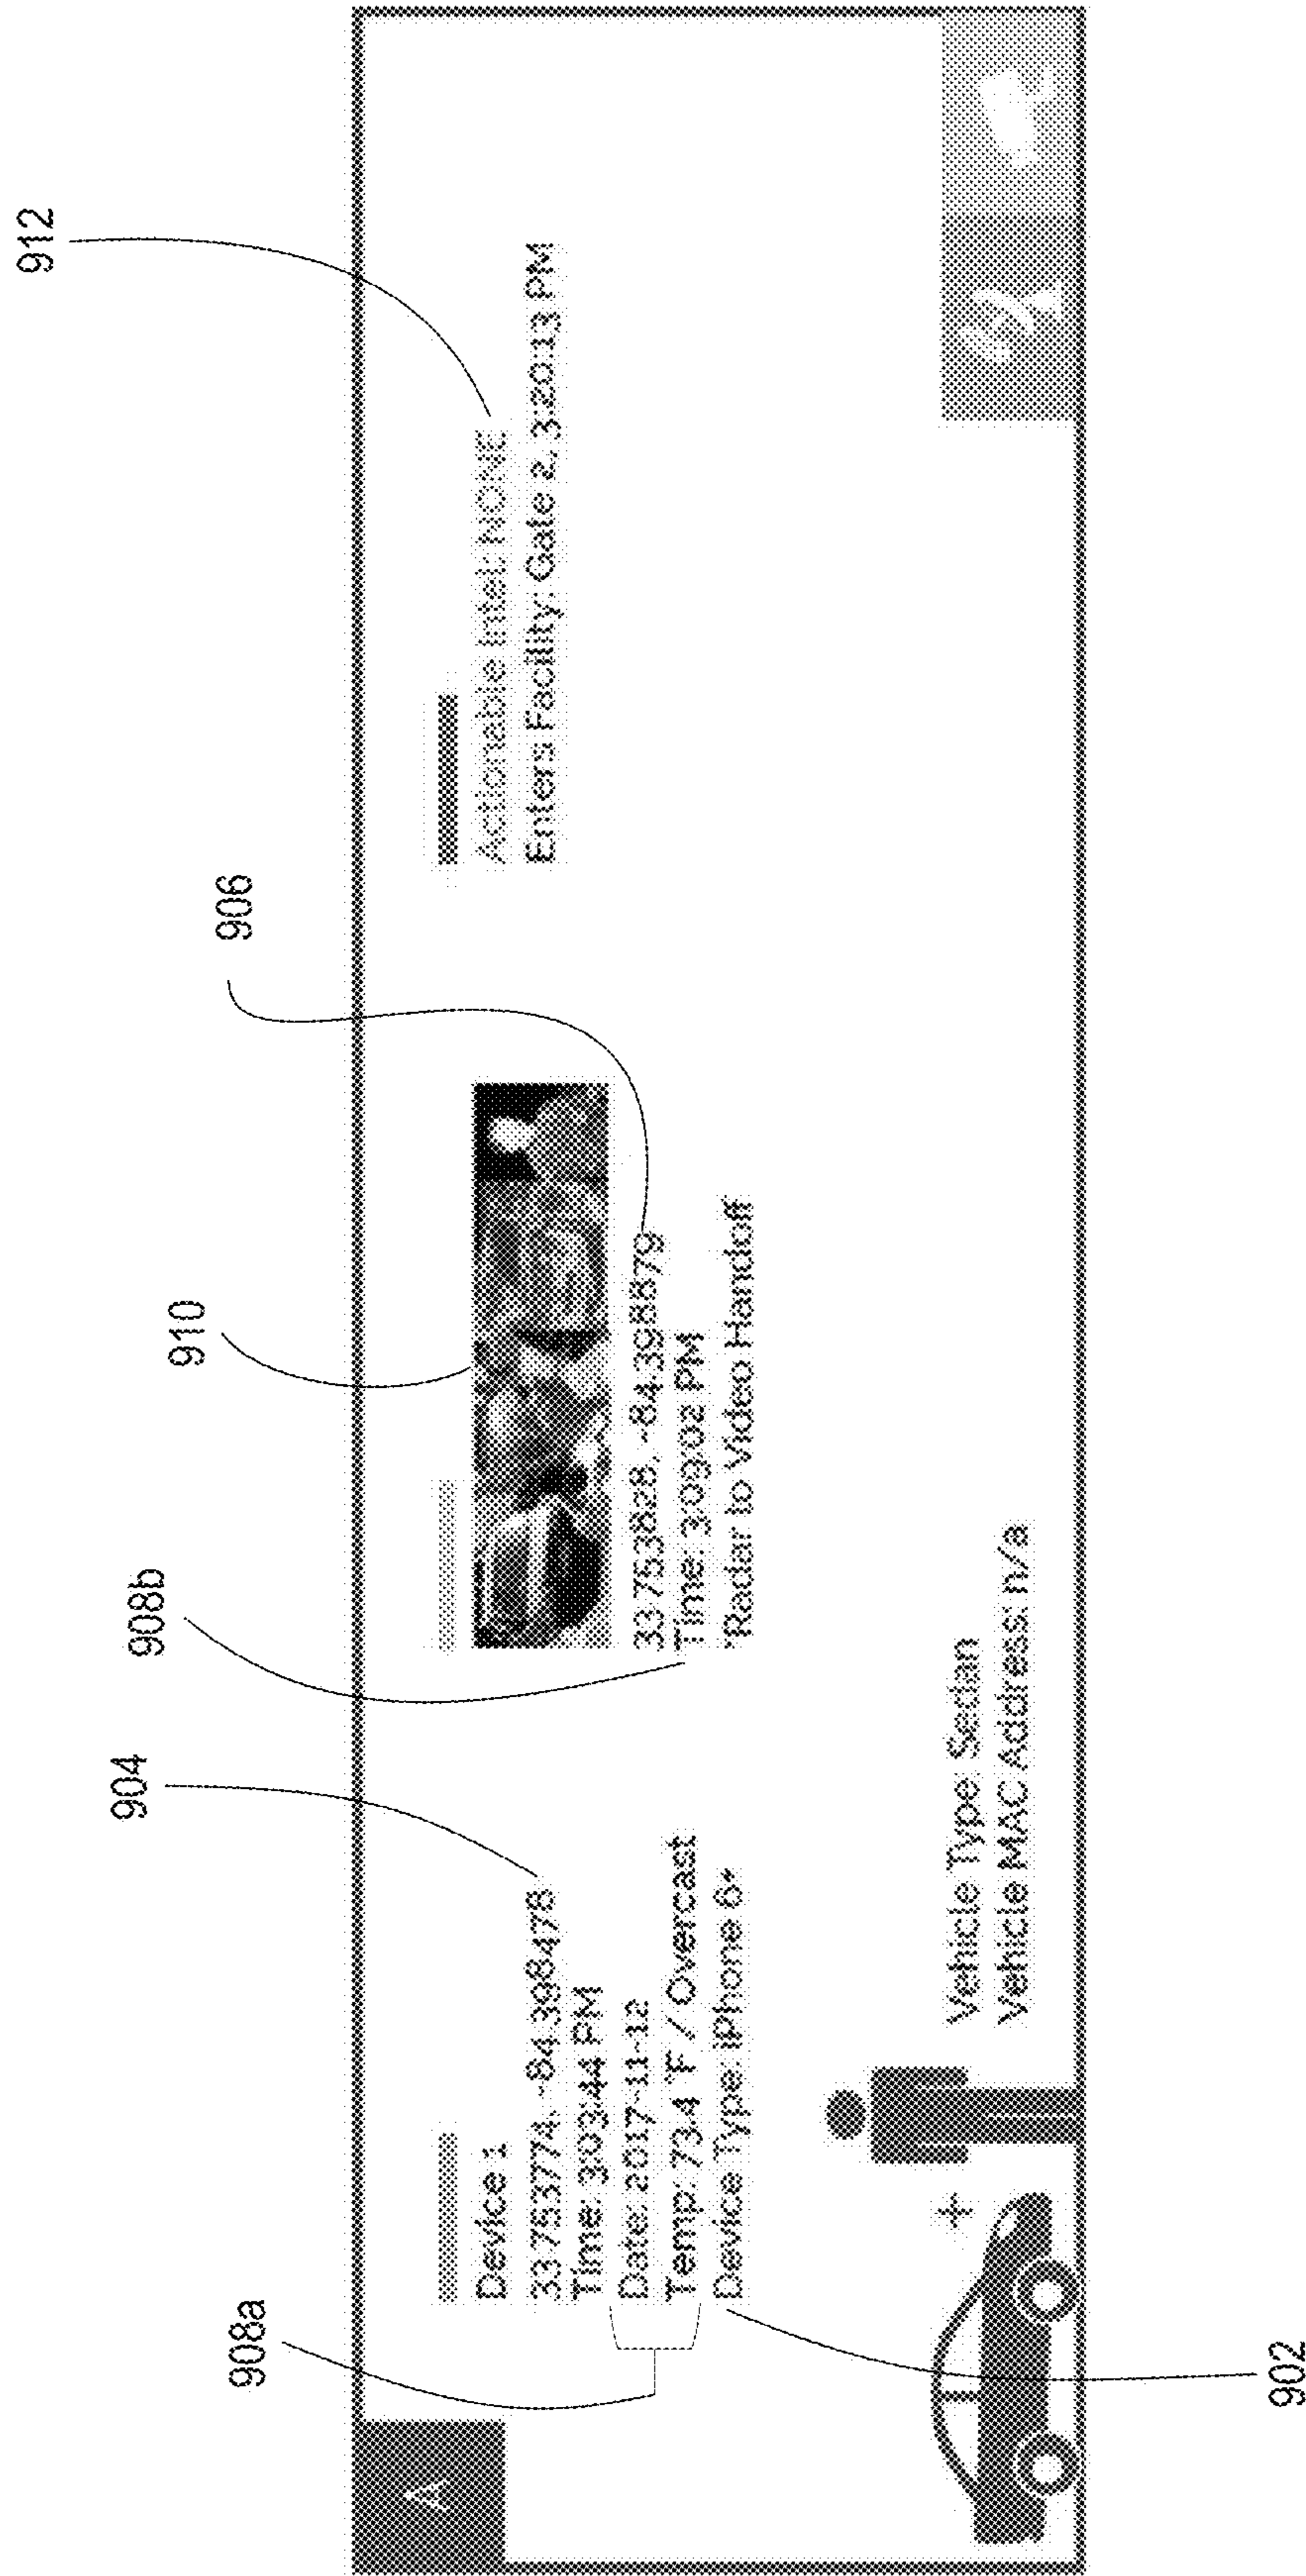 912
906
910
908b
904
908a
902
A
Device 1
33.753774, -84.398478
Time: 3:03:44 PM
Date: 2017-11-12
Temp: 73.4 °F / Overcast
Device Type: iPhone 6+
33.753828, -84.398879
Time: 3:09:02 PM
*Radar to Video Handoff
Actionable Intel: NONE
Enters Facility: Gate 2, 3:20:13 PM
+
Vehicle Type: Sedan
Vehicle MAC Address: n/a